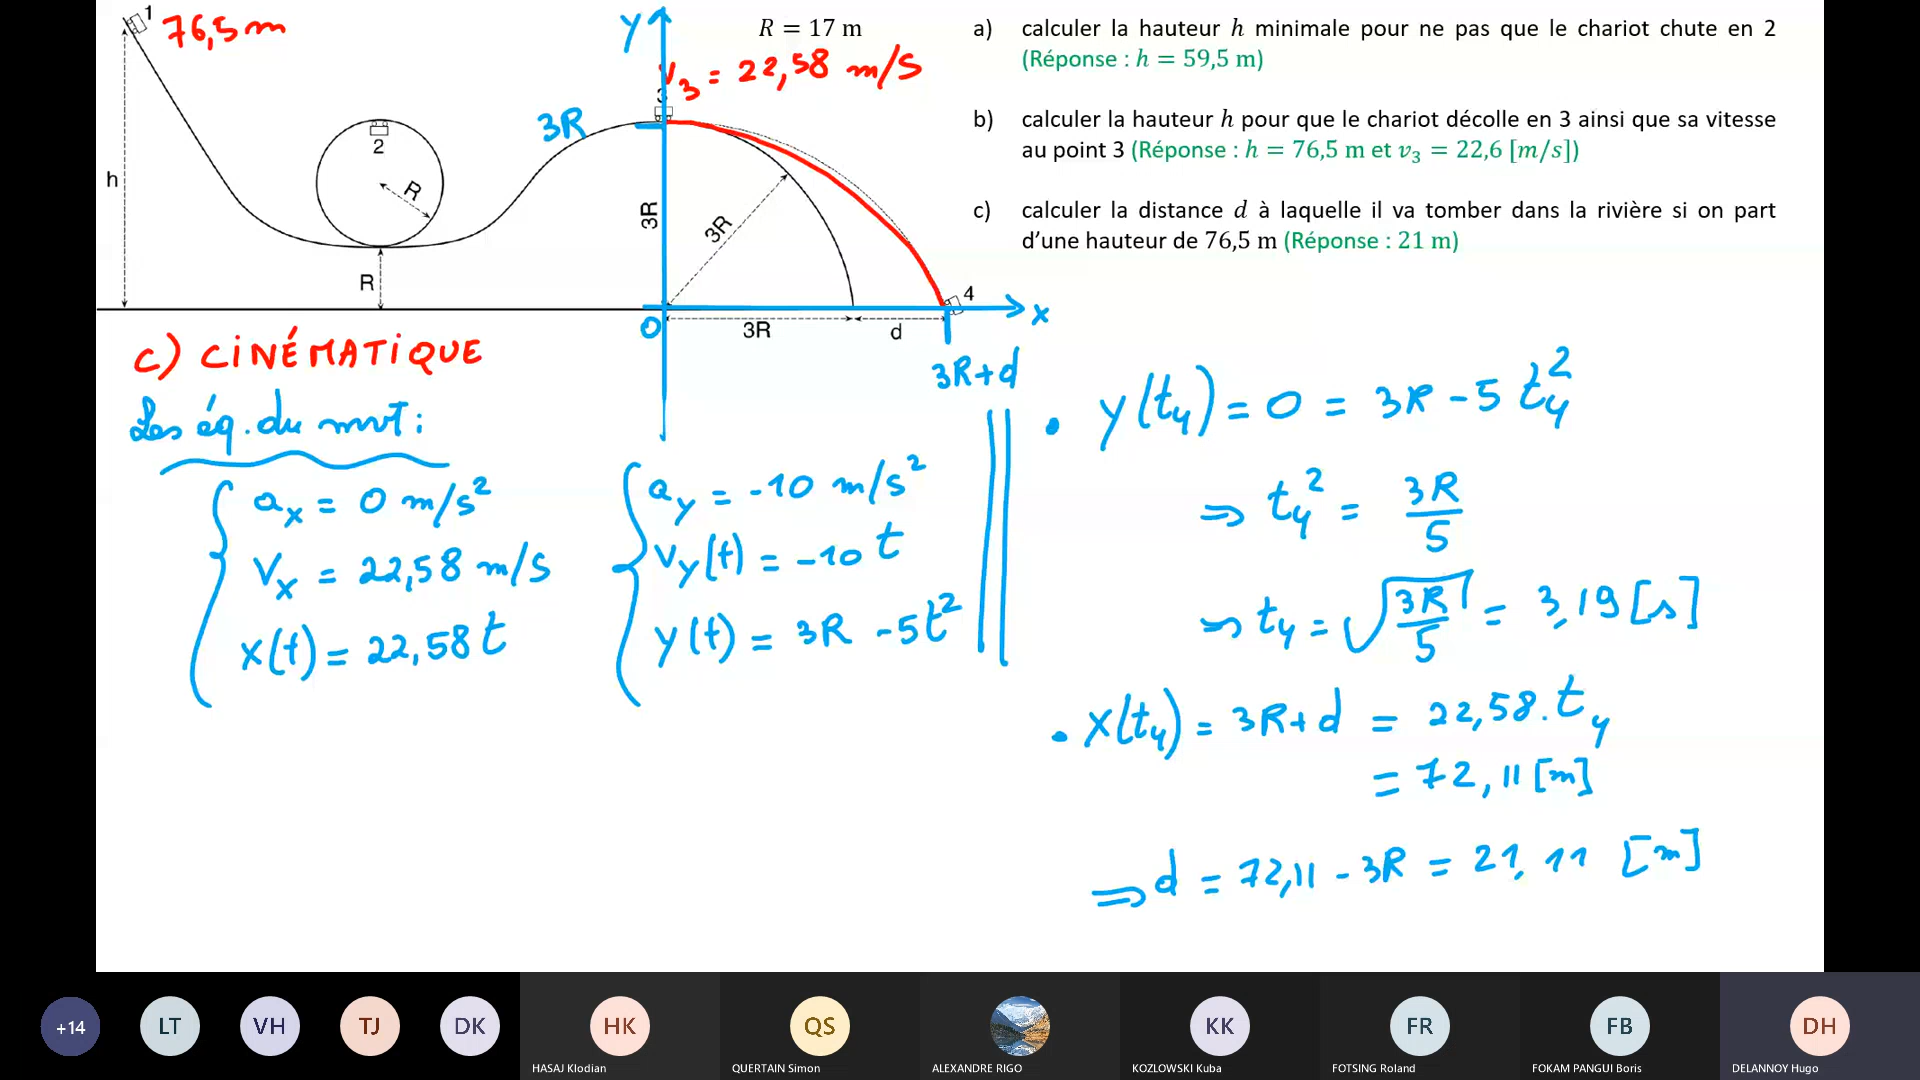 1
76,5 m
h
2
R
R
3R
y
R = 17 m
v₃ = 22,58 m/s
3
3R
3R
4
0
3R
d
x
3R+d
a) calculer la hauteur h minimale pour ne pas que le chariot chute en 2
(Réponse : h = 59,5 m)
b) calculer la hauteur h pour que le chariot décolle en 3 ainsi que sa vitesse
au point 3 (Réponse : h = 76,5 m et v₃ = 22,6 [m/s])
c) calculer la distance d à laquelle il va tomber dans la rivière si on part
d’une hauteur de 76,5 m (Réponse : 21 m)
c) CINÉMATIQUE
Les éq. du mvt :
aₓ = 0 m/s²
vₓ = 22,58 m/s
x(t) = 22,58 t
a_y = -10 m/s²
v_y(t) = -10 t
y(t) = 3R - 5t²
• y(t₄) = 0 = 3R - 5 t₄²
⇒ t₄² = 3R/5
⇒ t₄ = √(3R/5) = 3,19 [s]
• x(t₄) = 3R+d = 22,58 . t₄
= 72,11 [m]
⇒ d = 72,11 - 3R = 21,11 [m]
+14
LT
VH
TJ
DK
HK
QS
KK
FR
FB
DH
HASAJ Klodian
QUERTAIN Simon
ALEXANDRE RIGO
KOZLOWSKI Kuba
FOTSING Roland
FOKAM PANGUI Boris
DELANNOY Hugo